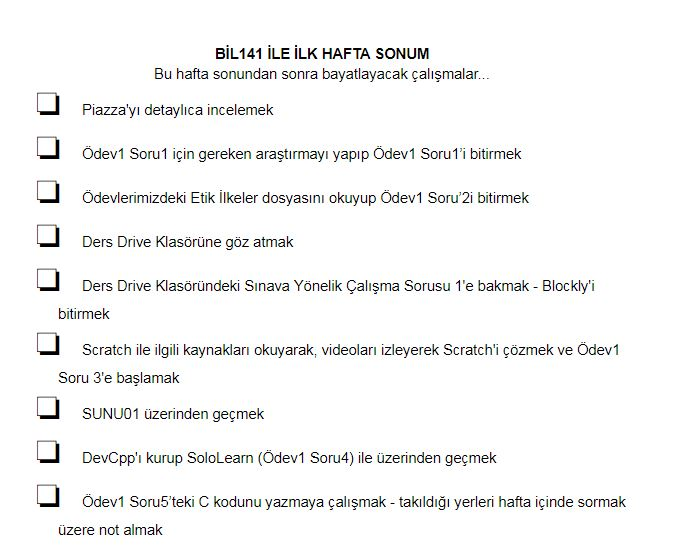 BİL141 İLE İLK HAFTA SONUM
Bu hafta sonundan sonra bayatlayacak çalışmalar...
Piazza'yı detaylıca incelemek
Ödev1 Soru1 için gereken araştırmayı yapıp Ödev1 Soru1'i bitirmek
Ödevlerimizdeki Etik İlkeler dosyasını okuyup Ödev1 Soru'2i bitirmek
Ders Drive Klasörüne göz atmak
Ders Drive Klasöründeki Sınava Yönelik Çalışma Sorusu 1'e bakmak - Blockly'i
bitirmek
Scratch ile ilgili kaynakları okuyarak, videoları izleyerek Scratch'i çözmek ve Ödev1
Soru 3'e başlamak
SUNU01 üzerinden geçmek
DevCpp'ı kurup SoloLearn (Ödev1 Soru4) ile üzerinden geçmek
Ödev1 Soru5'teki C kodunu yazmaya çalışmak - takıldığı yerleri hafta içinde sormak
üzere not almak